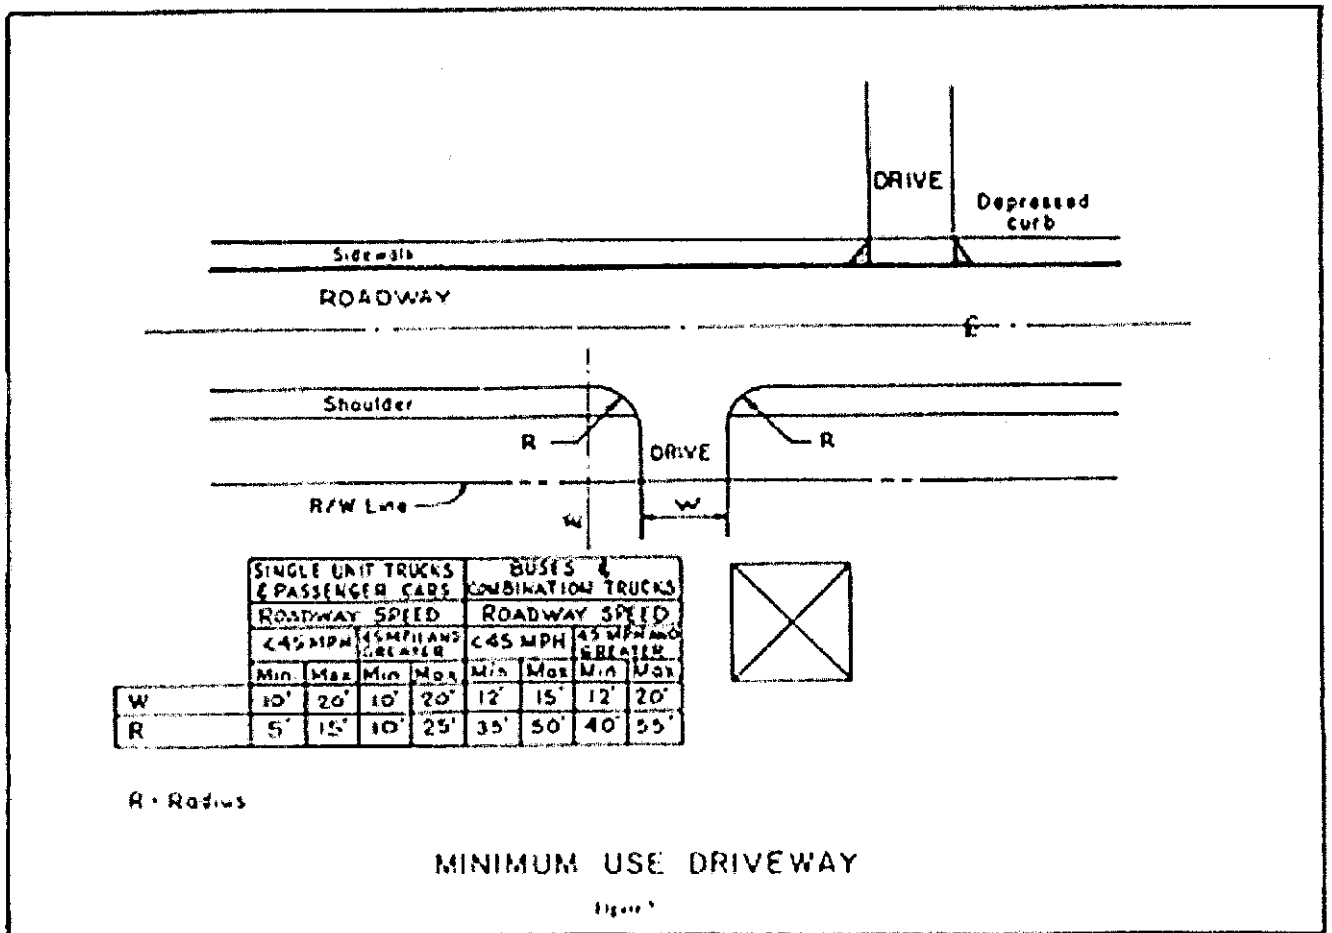 DRIVE
Depressed
curb
Sidewalk
ROADWAY
℄
Shoulder
R
R
DRIVE
R/W Line
W
SINGLE UNIT TRUCKS BUSES &
& PASSENGER CARS COMBINATION TRUCKS
ROADWAY SPEED ROADWAY SPEED
<45 MPH 45 MPH AND <45 MPH 45 MPH AND
GREATER GREATER
Min. Max Min Max Min Max Min Max
W 10' 20' 10' 20' 12' 15' 12' 20'
R 5' 15' 10' 25' 35' 50' 40' 55'
R = Radius
MINIMUM USE DRIVEWAY
Figure